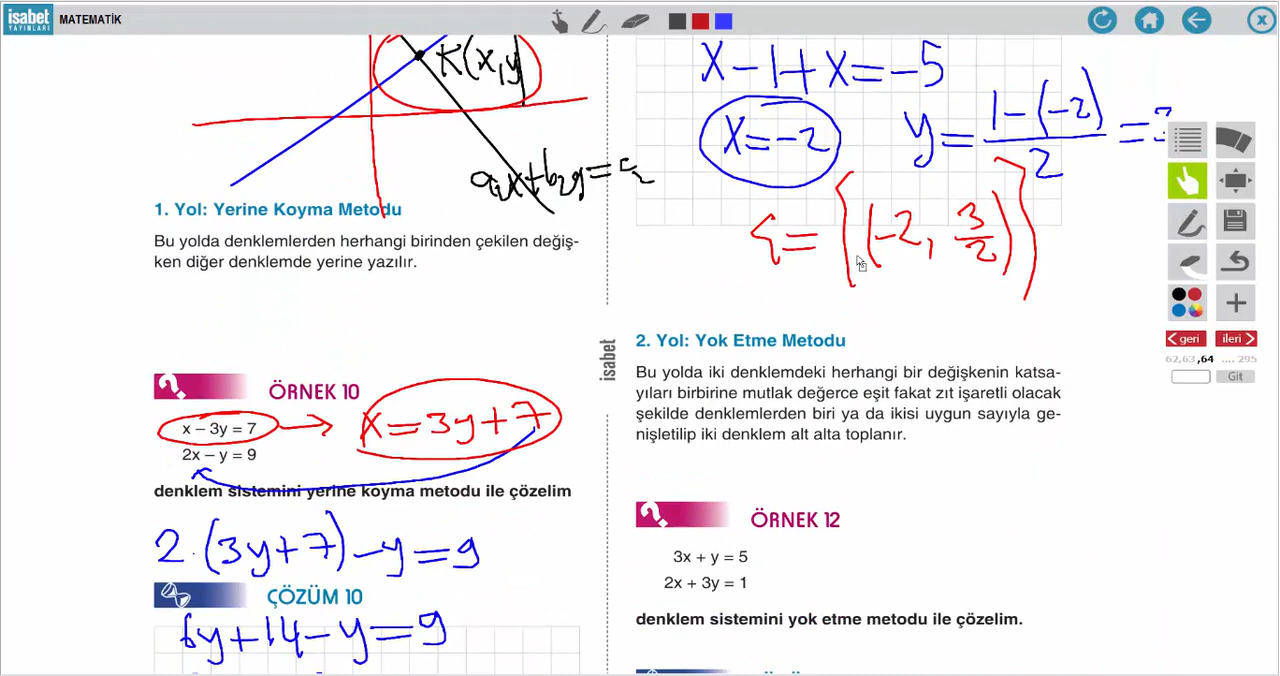 isabet
YAYINLARI
MATEMATİK
K(x,y
a₂x+b₂y=c₂
1. Yol: Yerine Koyma Metodu
Bu yolda denklemlerden herhangi birinden çekilen değiş-
ken diğer denklemde yerine yazılır.
ÖRNEK 10
x – 3y = 7
x = 3y + 7
2x – y = 9
denklem sistemini yerine koyma metodu ile çözelim
2.(3y+7)-y=9
ÇÖZÜM 10
6y+14-y=9
x-1+x=-5
x=-2
y = 1-(-2) / 2 =
{(-2, 3/2)}
isabet
2. Yol: Yok Etme Metodu
Bu yolda iki denklemdeki herhangi bir değişkenin katsa-
yıları birbirine mutlak değerce eşit fakat zıt işaretli olacak
şekilde denklemlerden biri ya da ikisi uygun sayıyla ge-
nişletilip iki denklem alt alta toplanır.
ÖRNEK 12
3x + y = 5
2x + 3y = 1
denklem sistemini yok etme metodu ile çözelim.
geri
ileri
62,63,64 .... 295
Git